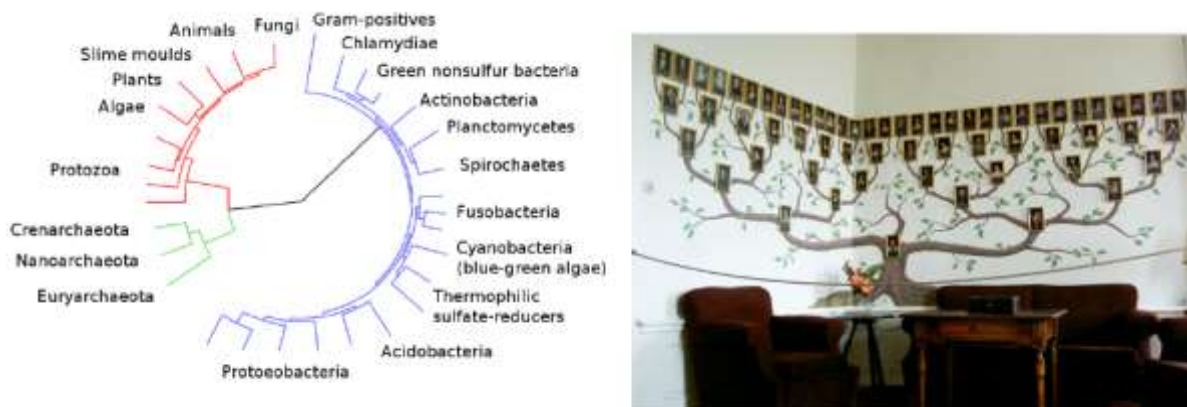 Fungi
Animals
Slime moulds
Plants
Algae
Protozoa
Crenarchaeota
Nanoarchaeota
Euryarchaeota
Gram-positives
Chlamydiae
Green nonsulfur bacteria
Actinobacteria
Planctomycetes
Spirochaetes
Fusobacteria
Cyanobacteria
(blue-green algae)
Thermophilic
sulfate-reducers
Acidobacteria
Protoeobacteria